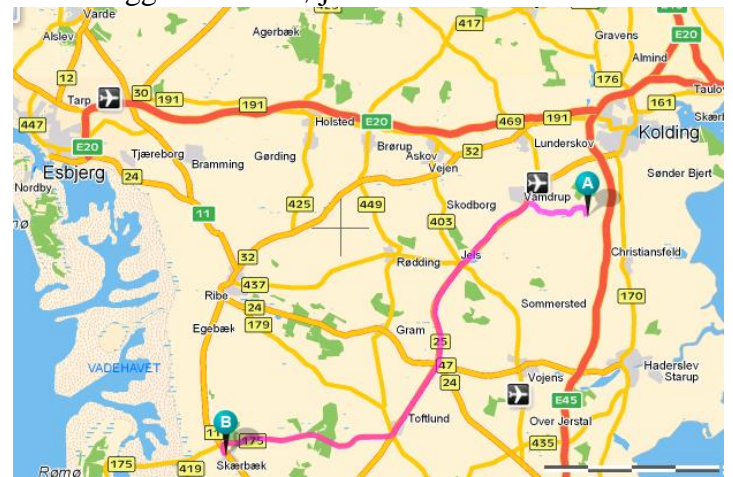 Varde
425
417
E20
Alslev
Agerbæk
Gravens
Almind
12
30
176
Tarp
191
191
Taulov
447
Holsted
E20
469
191
161
Kolding
E20
Tjæreborg
Gørding
Brørup
Askov
32
Lunderskov
Esbjerg
Bramming
Vejen
Sønder Bjert
Nordby
24
A
Vamdrup
11
425
449
403
Skodborg
32
Rødding
Jels
Christiansfeld
437
Ribe
24
Sommersted
170
Egebæk
179
Gram
25
VADEHAVET
47
24
Vojens
Haderslev
Starup
B
E45
Toftlund
Over Jerstal
11
175
435
175
419
Skærbæk
Rømø